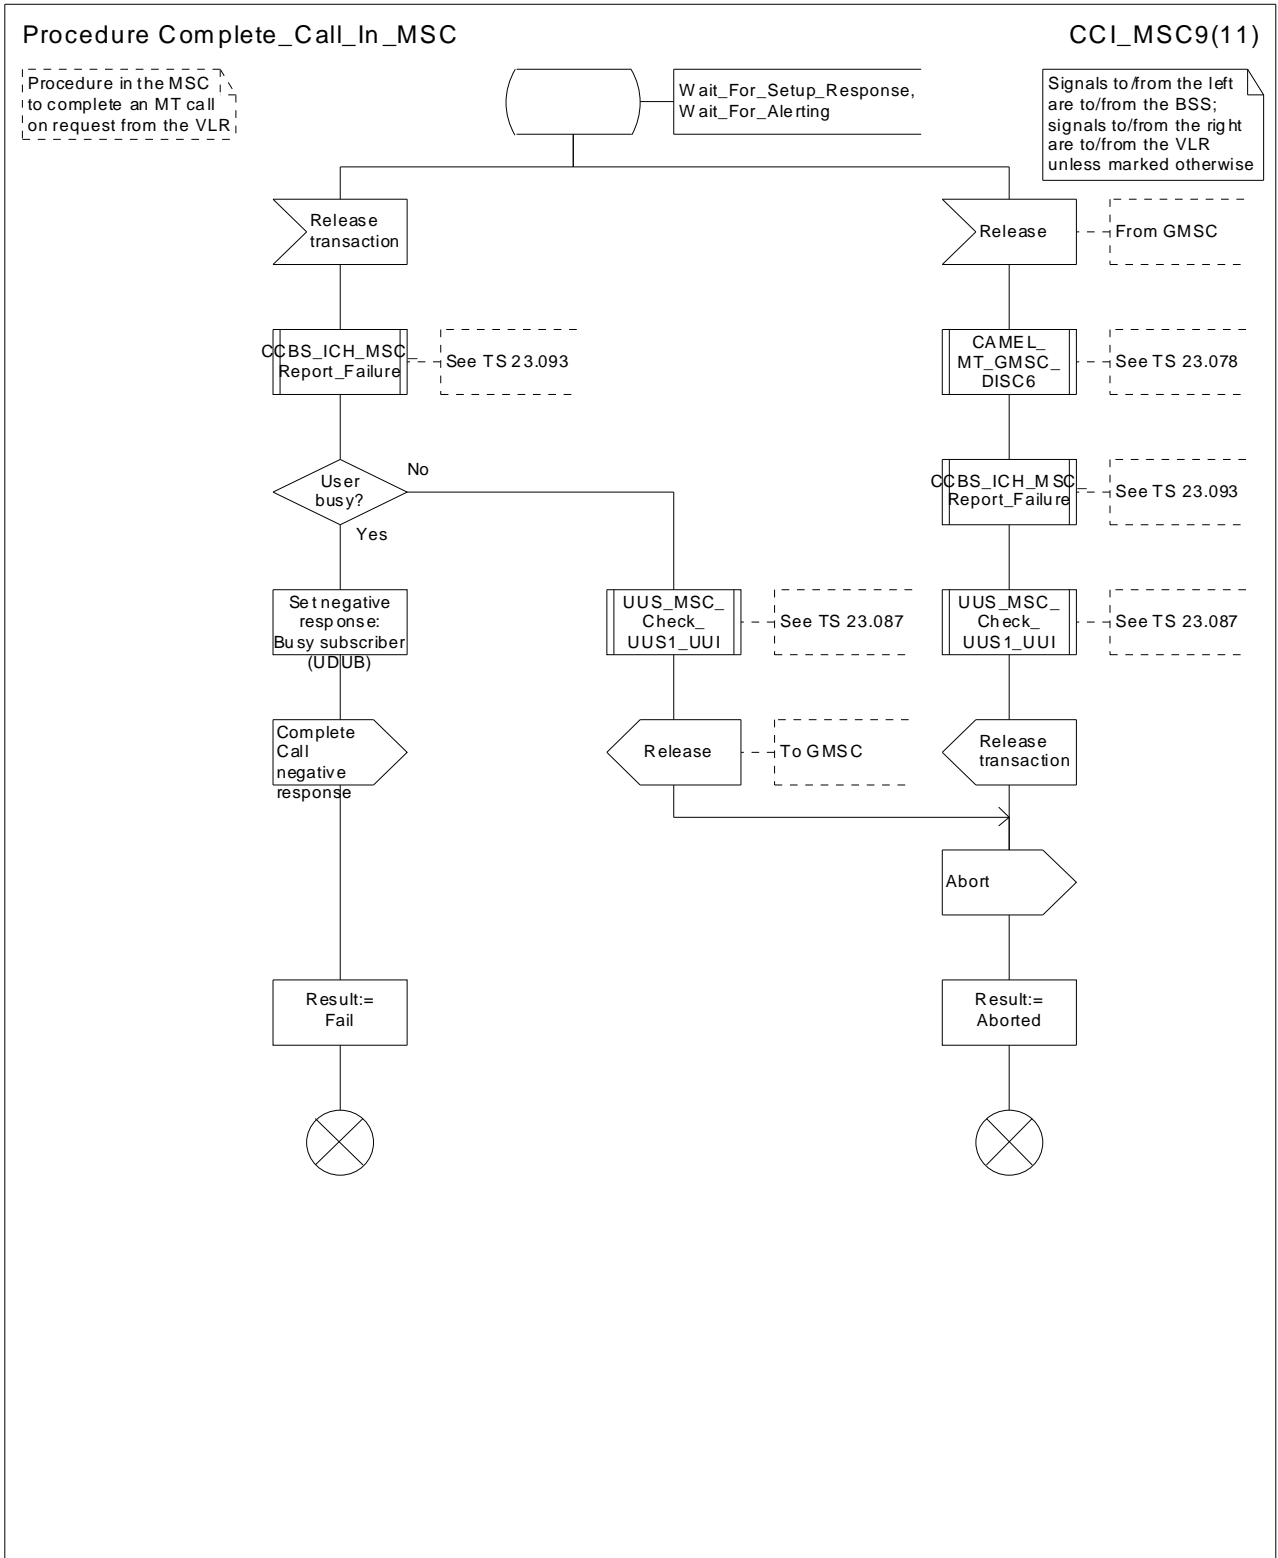 Procedure Complete_Call_In_MSC
CCI_MSC9(11)
Procedure in the MSC
to complete an MT call
on request from the VLR
Wait_For_Setup_Response,
Wait_For_Alerting
Signals to/from the left
are to/from the BSS;
signals to/from the right
are to/from the VLR
unless marked otherwise
Release
transaction
Release
From GMSC
CCBS_ICH_MSC_
Report_Failure
See TS 23.093
CAMEL_
MT_GMSC_
DISC6
See TS 23.078
User
busy?
No
Yes
CCBS_ICH_MSC_
Report_Failure
See TS 23.093
Set negative
response:
Busy subscriber
(UDUB)
UUS_MSC_
Check_
UUS1_UUI
See TS 23.087
UUS_MSC_
Check_
UUS1_UUI
See TS 23.087
Complete
Call
negative
response
Release
To GMSC
Release
transaction
Abort
Result:=
Fail
Result:=
Aborted